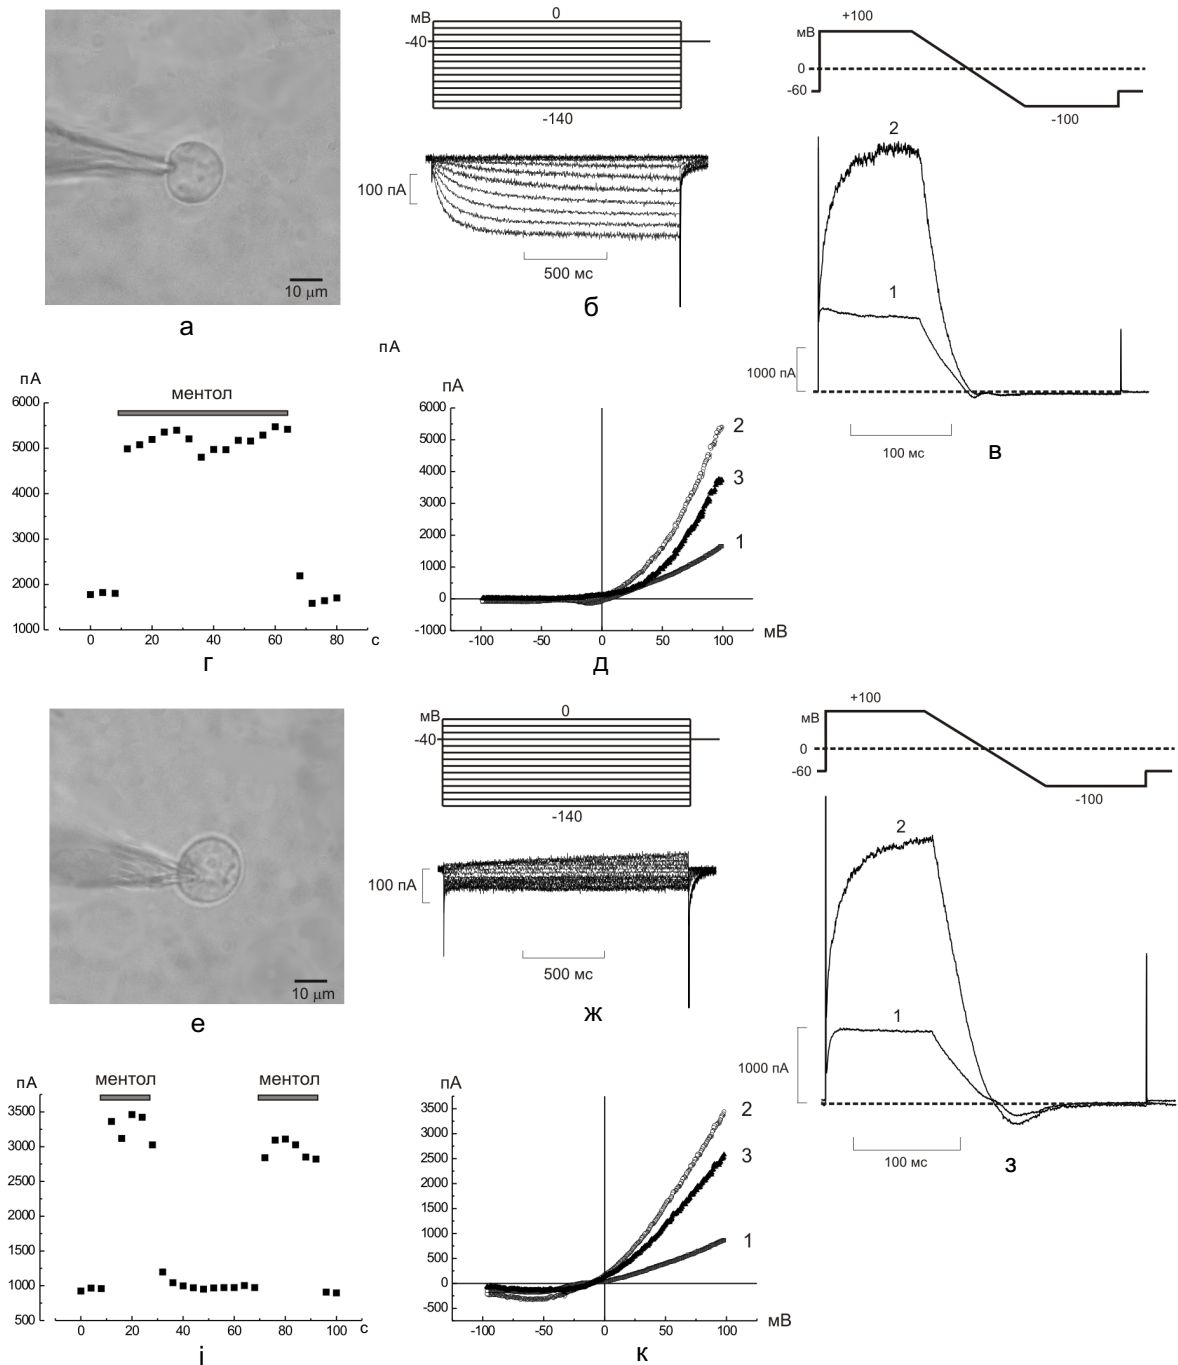 10 µm
а
мВ
0
-40
-140
100 пА
500 мс
б
+100
мВ
0
-60
-100
2
1
1000 пА
100 мс
в
пА
пА
ментол
6000
5000
4000
3000
2000
1000
0
20
40
60
80
с
г
пА
6000
5000
4000
3000
2000
1000
0
-1000
-100
-50
0
50
100
мВ
2
3
1
д
10 µm
е
мВ
0
-40
-140
100 пА
500 мс
ж
+100
мВ
0
-60
-100
2
1
1000 пА
100 мс
з
пА
ментол
ментол
3500
3000
2500
2000
1500
1000
500
0
20
40
60
80
100
с
і
пА
3500
3000
2500
2000
1500
1000
500
0
-500
-100
-50
0
50
100
мВ
2
3
1
к